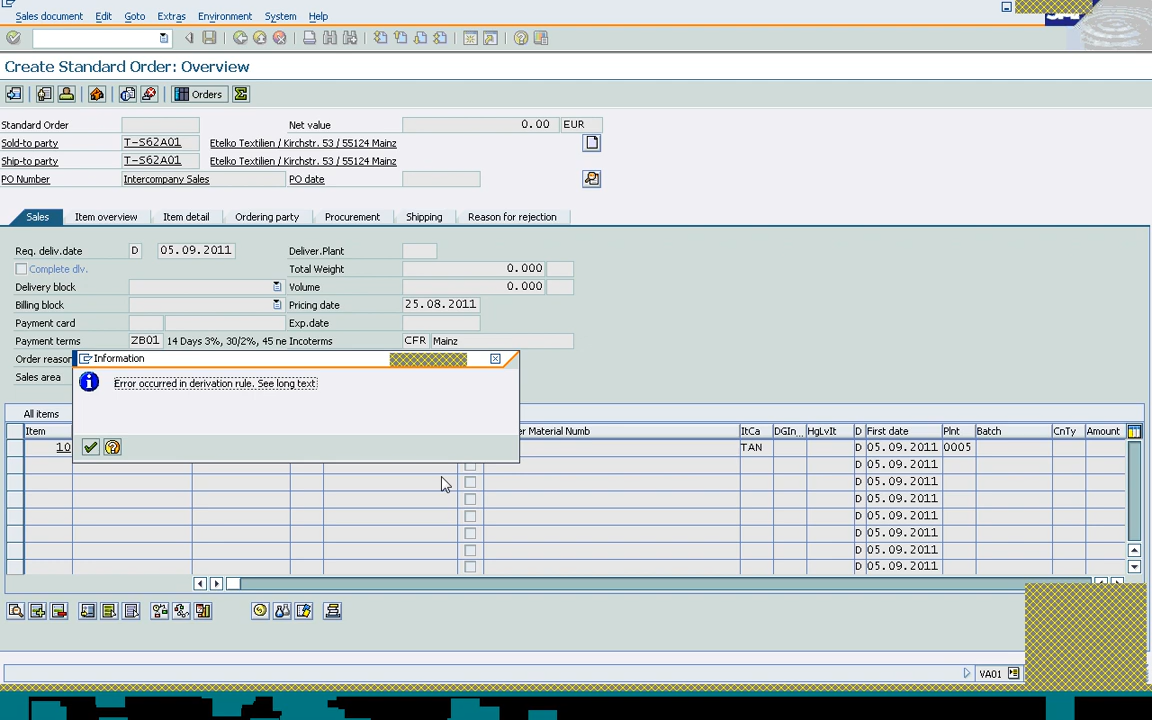 Sales document Edit Goto Extras Environment System Help
Create Standard Order: Overview
Orders
Standard Order Net value 0.00 EUR
Sold-to party T-S62A01 Etelko Textilien / Kirchstr. 53 / 55124 Mainz
Ship-to party T-S62A01 Etelko Textilien / Kirchstr. 53 / 55124 Mainz
PO Number Intercompany Sales PO date
Sales Item overview Item detail Ordering party Procurement Shipping Reason for rejection
Req. deliv.date D 05.09.2011 Deliver.Plant
Complete dlv. Total Weight 0.000
Delivery block Volume 0.000
Billing block Pricing date 25.08.2011
Payment card Exp.date
Payment terms ZB01 14 Days 3%, 30/2%, 45 ne Incoterms CFR Mainz
Order reason
Sales area
Information
Error occurred in derivation rule. See long text
All items
Item Material Numb ItCa DGIn... HgLvIt D First date Plnt Batch CnTy Amount
10 TAN D 05.09.2011 0005
D 05.09.2011
D 05.09.2011
D 05.09.2011
D 05.09.2011
D 05.09.2011
D 05.09.2011
D 05.09.2011
VA01